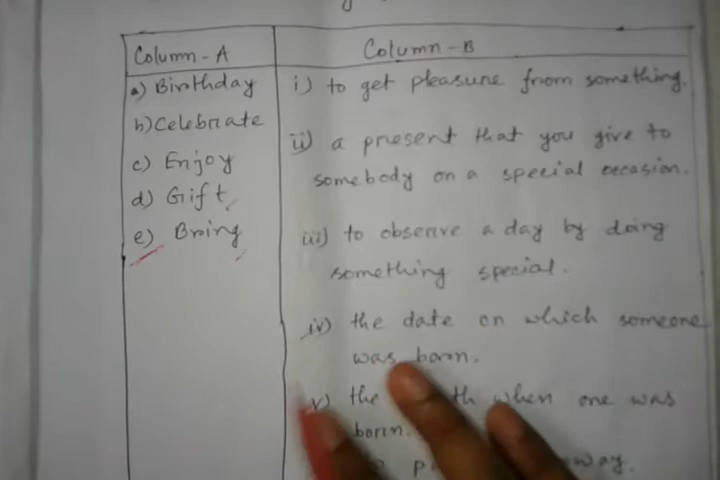 Column - A Column - B
a) Birthday i) to get pleasure from something.
b) Celebrate ii) a present that you give to
c) Enjoy somebody on a special occasion.
d) Gift
e) Bring iii) to observe a day by doing
something special.
iv) the date on which someone
was born.
v) the when one was
born.